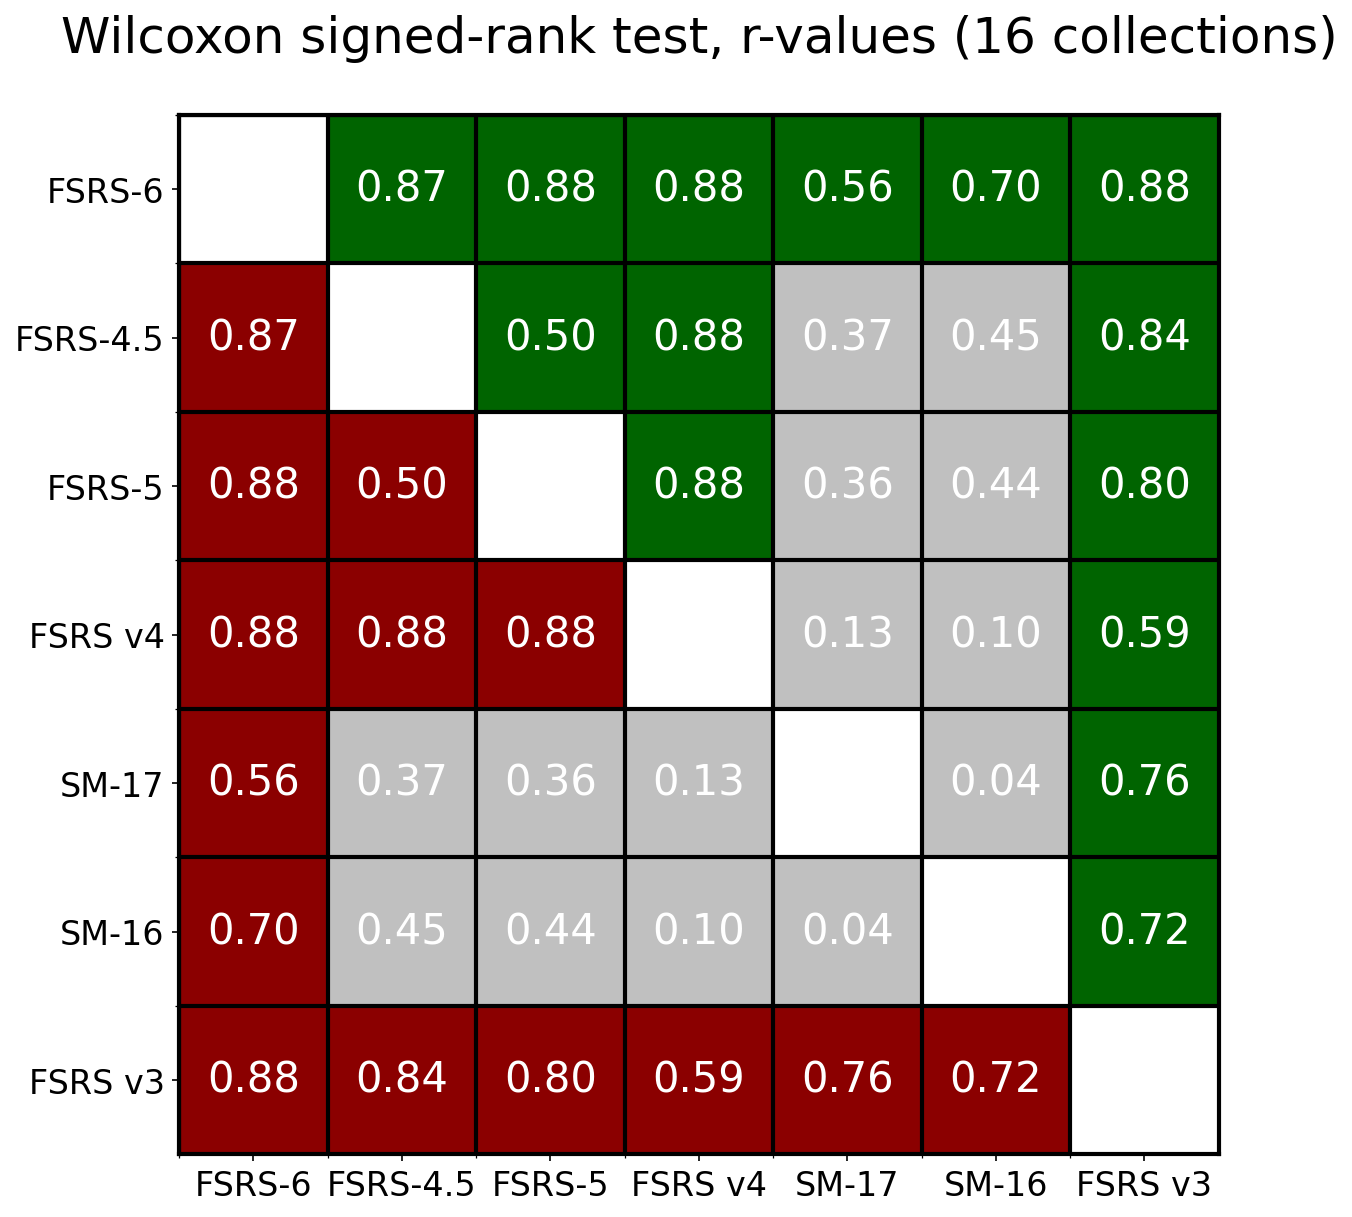 Wilcoxon signed-rank test, r-values (16 collections)
FSRS-6 0.87 0.88 0.88 0.56 0.70 0.88
FSRS-4.5 0.87 0.50 0.88 0.37 0.45 0.84
FSRS-5 0.88 0.50 0.88 0.36 0.44 0.80
FSRS v4 0.88 0.88 0.88 0.13 0.10 0.59
SM-17 0.56 0.37 0.36 0.13 0.04 0.76
SM-16 0.70 0.45 0.44 0.10 0.04 0.72
FSRS v3 0.88 0.84 0.80 0.59 0.76 0.72
FSRS-6 FSRS-4.5 FSRS-5 FSRS v4 SM-17 SM-16 FSRS v3